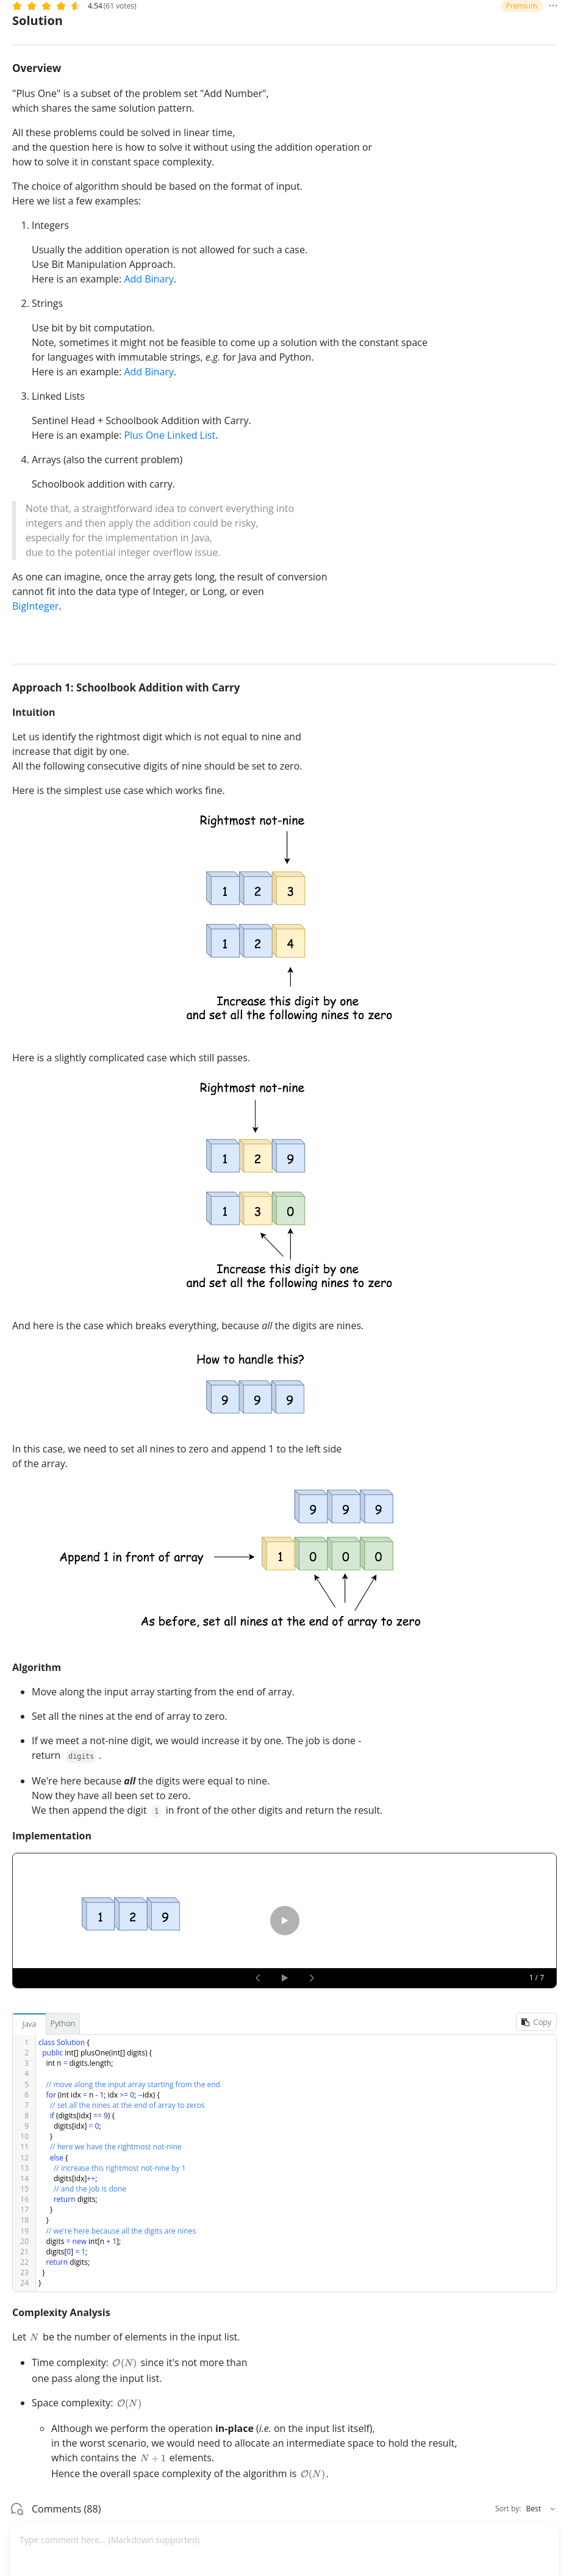 4.54 (61 votes)
Premium
Solution
Overview
"Plus One" is a subset of the problem set "Add Number",
which shares the same solution pattern.
All these problems could be solved in linear time,
and the question here is how to solve it without using the addition operation or
how to solve it in constant space complexity.
The choice of algorithm should be based on the format of input.
Here we list a few examples:
1. Integers
Usually the addition operation is not allowed for such a case.
Use Bit Manipulation Approach.
Here is an example: Add Binary.
2. Strings
Use bit by bit computation.
Note, sometimes it might not be feasible to come up a solution with the constant space
for languages with immutable strings, e.g. for Java and Python.
Here is an example: Add Binary.
3. Linked Lists
Sentinel Head + Schoolbook Addition with Carry.
Here is an example: Plus One Linked List.
4. Arrays (also the current problem)
Schoolbook addition with carry.
Note that, a straightforward idea to convert everything into
integers and then apply the addition could be risky,
especially for the implementation in Java,
due to the potential integer overflow issue.
As one can imagine, once the array gets long, the result of conversion
cannot fit into the data type of Integer, or Long, or even
BigInteger.
Approach 1: Schoolbook Addition with Carry
Intuition
Let us identify the rightmost digit which is not equal to nine and
increase that digit by one.
All the following consecutive digits of nine should be set to zero.
Here is the simplest use case which works fine.
Rightmost not-nine
1 2 3
1 2 4
Increase this digit by one
and set all the following nines to zero
Here is a slightly complicated case which still passes.
Rightmost not-nine
1 2 9
1 3 0
Increase this digit by one
and set all the following nines to zero
And here is the case which breaks everything, because all the digits are nines.
How to handle this?
9 9 9
In this case, we need to set all nines to zero and append 1 to the left side
of the array.
9 9 9
Append 1 in front of array
1 0 0 0
As before, set all nines at the end of array to zero
Algorithm
• Move along the input array starting from the end of array.
• Set all the nines at the end of array to zero.
• If we meet a not-nine digit, we would increase it by one. The job is done -
return digits .
• We're here because all the digits were equal to nine.
Now they have all been set to zero.
We then append the digit 1 in front of the other digits and return the result.
Implementation
1 2 9
1 / 7
Java Python
Copy
1 class Solution {
2 public int[] plusOne(int[] digits) {
3 int n = digits.length;
4
5 // move along the input array starting from the end
6 for (int idx = n - 1; idx >= 0; --idx) {
7 // set all the nines at the end of array to zeros
8 if (digits[idx] == 9) {
9 digits[idx] = 0;
10 }
11 // here we have the rightmost not-nine
12 else {
13 // increase this rightmost not-nine by 1
14 digits[idx]++;
15 // and the job is done
16 return digits;
17 }
18 }
19 // we're here because all the digits are nines
20 digits = new int[n + 1];
21 digits[0] = 1;
22 return digits;
23 }
24 }
Complexity Analysis
Let N be the number of elements in the input list.
• Time complexity: O(N) since it's not more than
one pass along the input list.
• Space complexity: O(N)
◦ Although we perform the operation in-place (i.e. on the input list itself),
in the worst scenario, we would need to allocate an intermediate space to hold the result,
which contains the N + 1 elements.
Hence the overall space complexity of the algorithm is O(N).
Comments (88)
Sort by: Best
Type comment here... (Markdown supported)